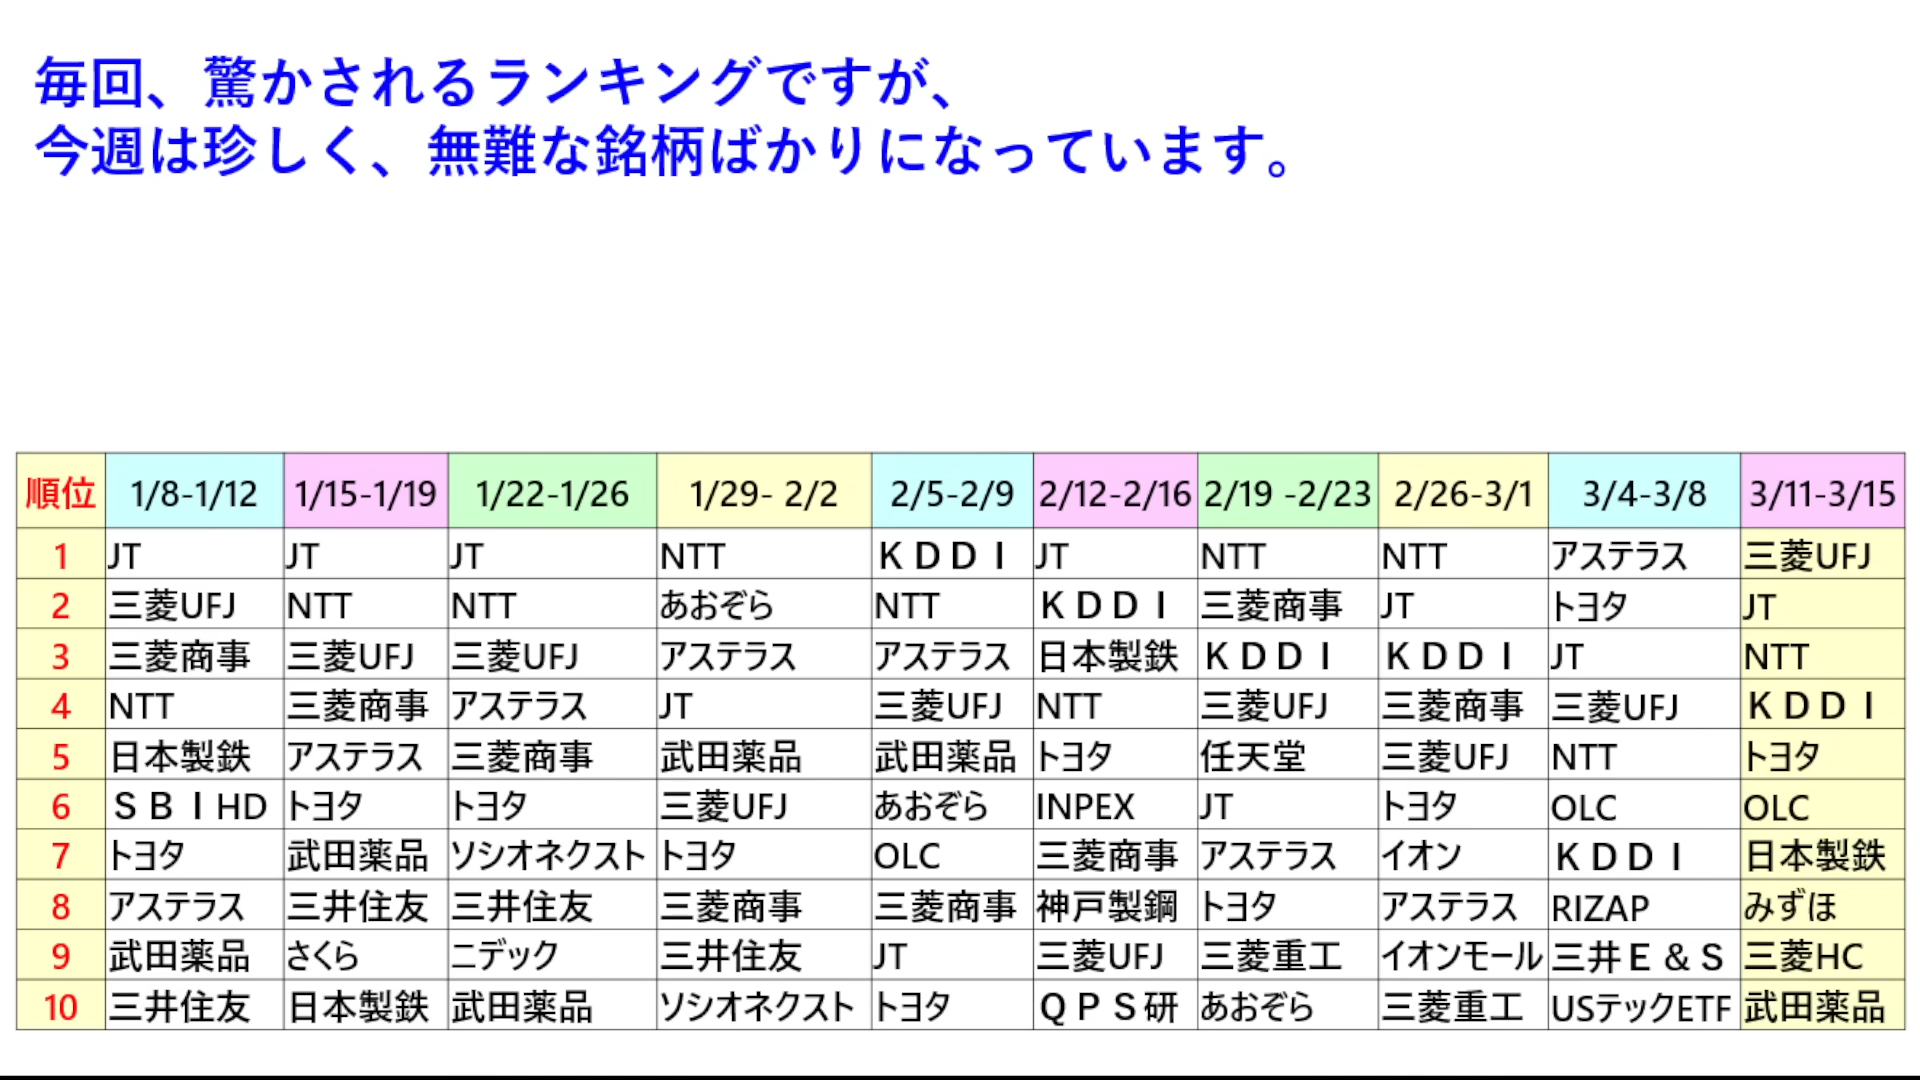 毎回、驚かされるランキングですが、
今週は珍しく、無難な銘柄ばかりになっています。
順位 1/8-1/12 1/15-1/19 1/22-1/26 1/29- 2/2 2/5-2/9 2/12-2/16 2/19 -2/23 2/26-3/1 3/4-3/8 3/11-3/15
1 JT JT JT NTT ＫＤＤＩ JT NTT NTT アステラス 三菱UFJ
2 三菱UFJ NTT NTT あおぞら NTT ＫＤＤＩ 三菱商事 JT トヨタ JT
3 三菱商事 三菱UFJ 三菱UFJ アステラス アステラス 日本製鉄 ＫＤＤＩ ＫＤＤＩ JT NTT
4 NTT 三菱商事 アステラス JT 三菱UFJ NTT 三菱UFJ 三菱商事 三菱UFJ ＫＤＤＩ
5 日本製鉄 アステラス 三菱商事 武田薬品 武田薬品 トヨタ 任天堂 三菱UFJ NTT トヨタ
6 ＳＢＩHD トヨタ トヨタ 三菱UFJ あおぞら INPEX JT トヨタ OLC OLC
7 トヨタ 武田薬品 ソシオネクスト トヨタ OLC 三菱商事 アステラス イオン ＫＤＤＩ 日本製鉄
8 アステラス 三井住友 三井住友 三菱商事 三菱商事 神戸製鋼 トヨタ アステラス RIZAP みずほ
9 武田薬品 さくら ニデック 三井住友 JT 三菱UFJ 三菱重工 イオンモール 三井Ｅ＆Ｓ 三菱HC
10 三井住友 日本製鉄 武田薬品 ソシオネクスト トヨタ ＱＰＳ研 あおぞら 三菱重工 USテックETF 武田薬品